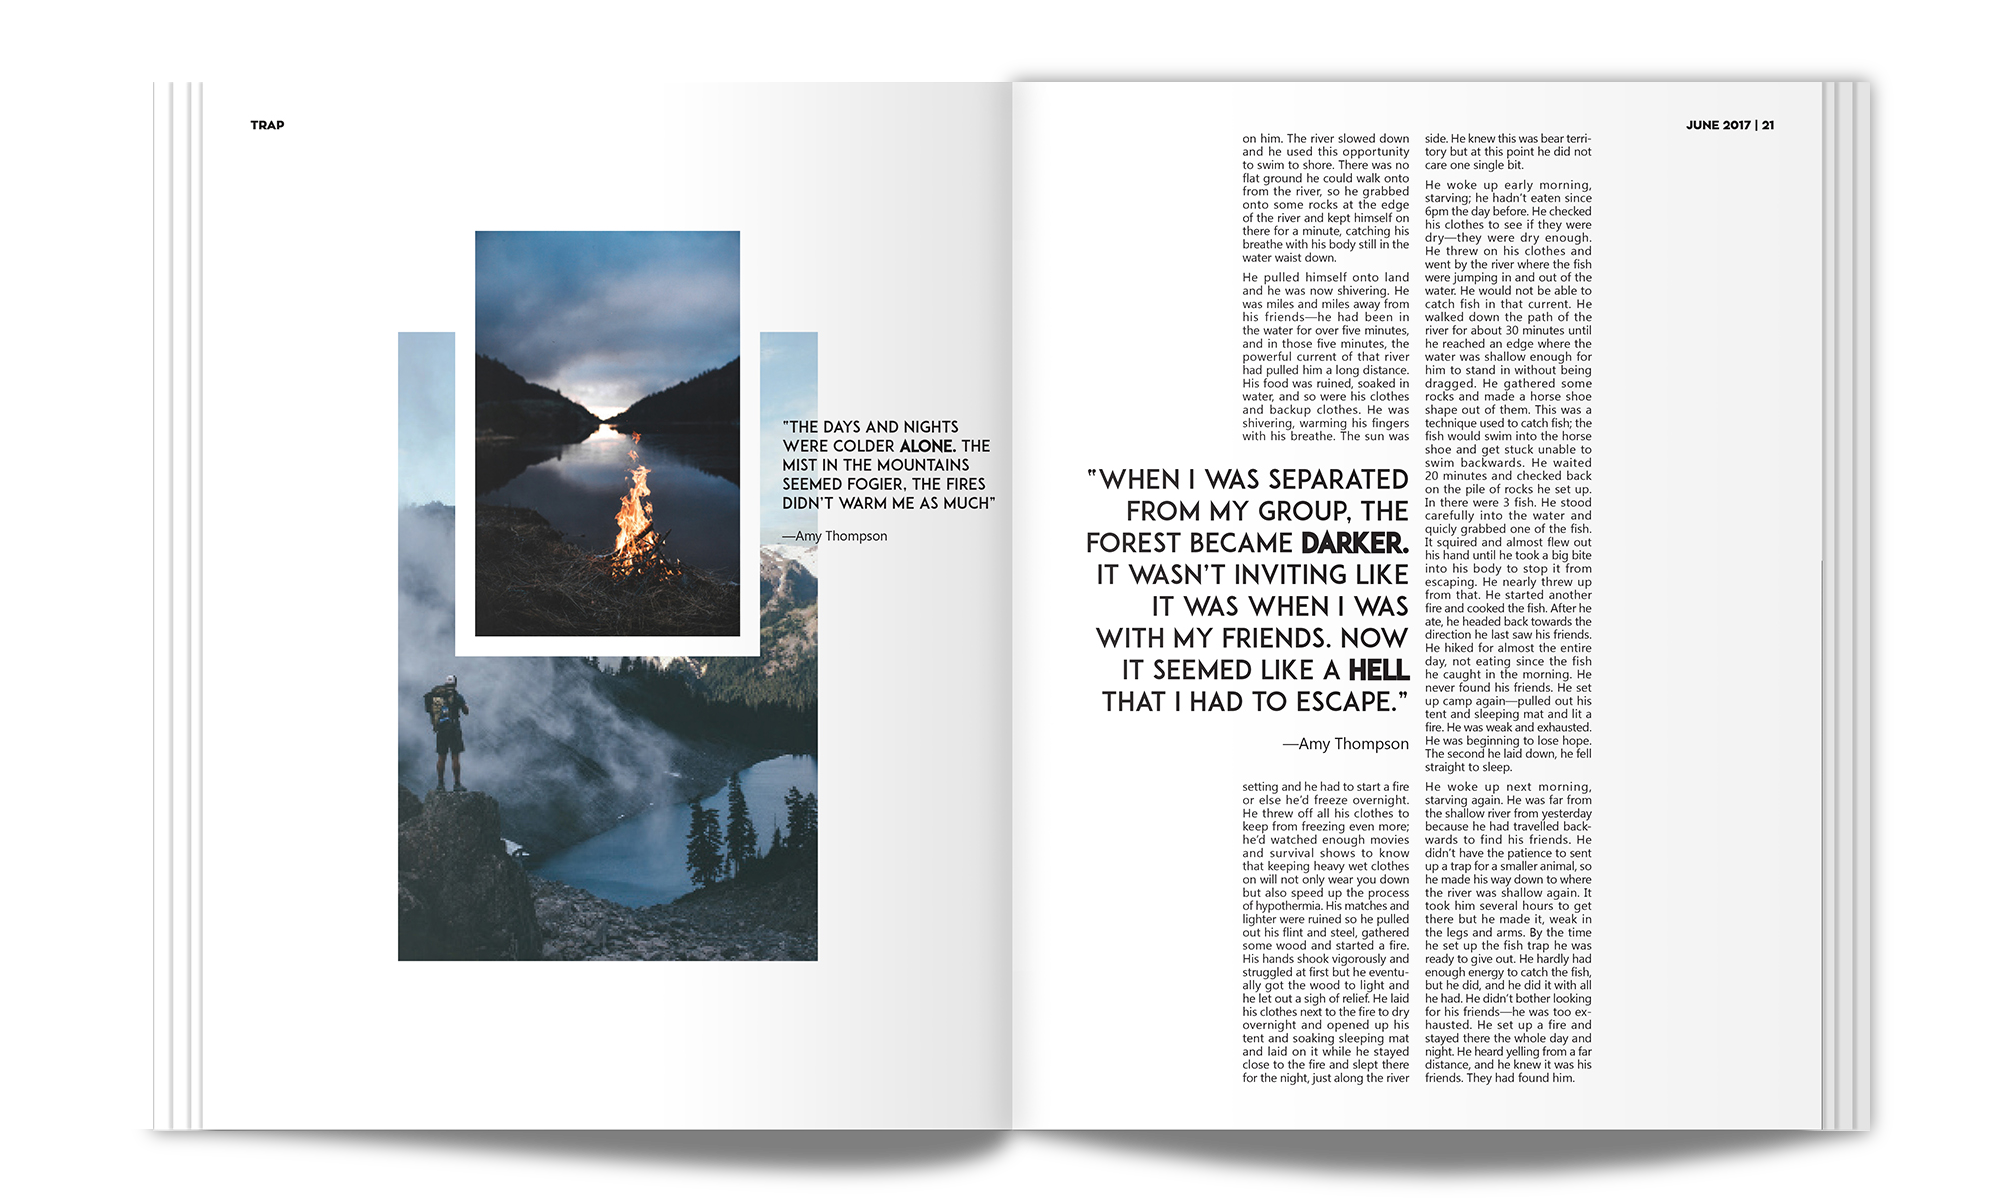 TRAP
"THE DAYS AND NIGHTS
WERE COLDER ALONE. THE
MIST IN THE MOUNTAINS
SEEMED FOGIER, THE FIRES
DIDN'T WARM ME AS MUCH"
—Amy Thompson
JUNE 2017 | 21
on him. The river slowed down
and he used this opportunity
to swim to shore. There was no
flat ground he could walk onto
from the river, so he grabbed
onto some rocks at the edge
of the river and kept himself on
there for a minute, catching his
breathe with his body still in the
water waist down.
He pulled himself onto land
and he was now shivering. He
was miles and miles away from
his friends—he had been in
the water for over five minutes,
and in those five minutes, the
powerful current of that river
had pulled him a long distance.
His food was ruined, soaked in
water, and so were his clothes
and backup clothes. He was
shivering, warming his fingers
with his breathe. The sun was
"WHEN I WAS SEPARATED
FROM MY GROUP, THE
FOREST BECAME DARKER.
IT WASN'T INVITING LIKE
IT WAS WHEN I WAS
WITH MY FRIENDS. NOW
IT SEEMED LIKE A HELL
THAT I HAD TO ESCAPE."
—Amy Thompson
setting and he had to start a fire
or else he'd freeze overnight.
He threw off all his clothes to
keep from freezing even more;
he'd watched enough movies
and survival shows to know
that keeping heavy wet clothes
on will not only wear you down
but also speed up the process
of hypothermia. His matches and
lighter were ruined so he pulled
out his flint and steel, gathered
some wood and started a fire.
His hands shook vigorously and
struggled at first but he eventu-
ally got the wood to light and
he let out a sigh of relief. He laid
his clothes next to the fire to dry
overnight and opened up his
tent and soaking sleeping mat
and laid on it while he stayed
close to the fire and slept there
for the night, just along the river
side. He knew this was bear terri-
tory but at this point he did not
care one single bit.
He woke up early morning,
starving; he hadn't eaten since
6pm the day before. He checked
his clothes to see if they were
dry—they were dry enough.
He threw on his clothes and
went by the river where the fish
were jumping in and out of the
water. He would not be able to
catch fish in that current. He
walked down the path of the
river for about 30 minutes until
he reached an edge where the
water was shallow enough for
him to stand in without being
dragged. He gathered some
rocks and made a horse shoe
shape out of them. This was a
technique used to catch fish; the
fish would swim into the horse
shoe and get stuck unable to
swim backwards. He waited
20 minutes and checked back
on the pile of rocks he set up.
In there were 3 fish. He stood
carefully into the water and
quicly grabbed one of the fish.
It squired and almost flew out
his hand until he took a big bite
into his body to stop it from
escaping. He nearly threw up
from that. He started another
fire and cooked the fish. After he
ate, he headed back towards the
direction he last saw his friends.
He hiked for almost the entire
day, not eating since the fish
he caught in the morning. He
never found his friends. He set
up camp again—pulled out his
tent and sleeping mat and lit a
fire. He was weak and exhausted.
He was beginning to lose hope.
The second he laid down, he fell
straight to sleep.
He woke up next morning,
starving again. He was far from
the shallow river from yesterday
because he had travelled back-
wards to find his friends. He
didn't have the patience to sent
up a trap for a smaller animal, so
he made his way down to where
the river was shallow again. It
took him several hours to get
there but he made it, weak in
the legs and arms. By the time
he set up the fish trap he was
ready to give out. He hardly had
enough energy to catch the fish,
but he did, and he did it with all
he had. He didn't bother looking
for his friends—he was too ex-
hausted. He set up a fire and
stayed there the whole day and
night. He heard yelling from a far
distance, and he knew it was his
friends. They had found him.